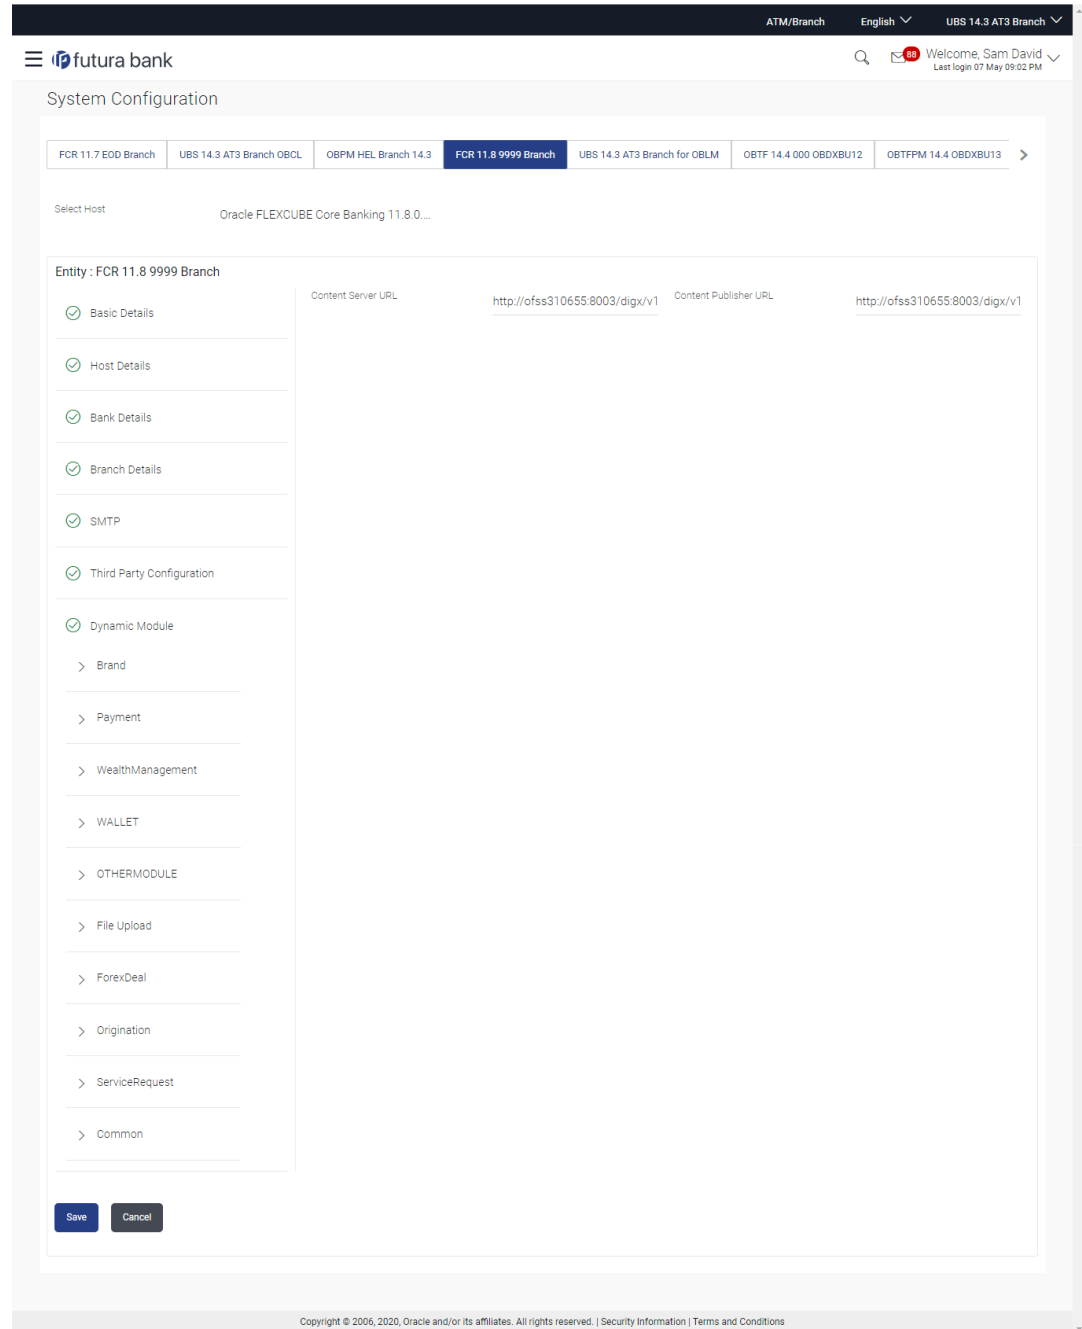 ATM/Branch English UBS 14.3 AT3 Branch
futura bank 88 Welcome, Sam David
Last login 07 May 09:02 PM
System Configuration
FCR 11.7 EOD Branch UBS 14.3 AT3 Branch OBCL OBPM HEL Branch 14.3 FCR 11.8 9999 Branch UBS 14.3 AT3 Branch for OBLM OBTF 14.4 000 OBDXBU12 OBTFPM 14.4 OBDXBU13
Select Host Oracle FLEXCUBE Core Banking 11.8.0....
Entity : FCR 11.8 9999 Branch
Content Server URL http://ofss310655:8003/digx/v1 Content Publisher URL http://ofss310655:8003/digx/v1
Basic Details
Host Details
Bank Details
Branch Details
SMTP
Third Party Configuration
Dynamic Module
Brand
Payment
WealthManagement
WALLET
OTHERMODULE
File Upload
ForexDeal
Origination
ServiceRequest
Common
Save Cancel
Copyright © 2006, 2020, Oracle and/or its affiliates. All rights reserved. | Security Information | Terms and Conditions